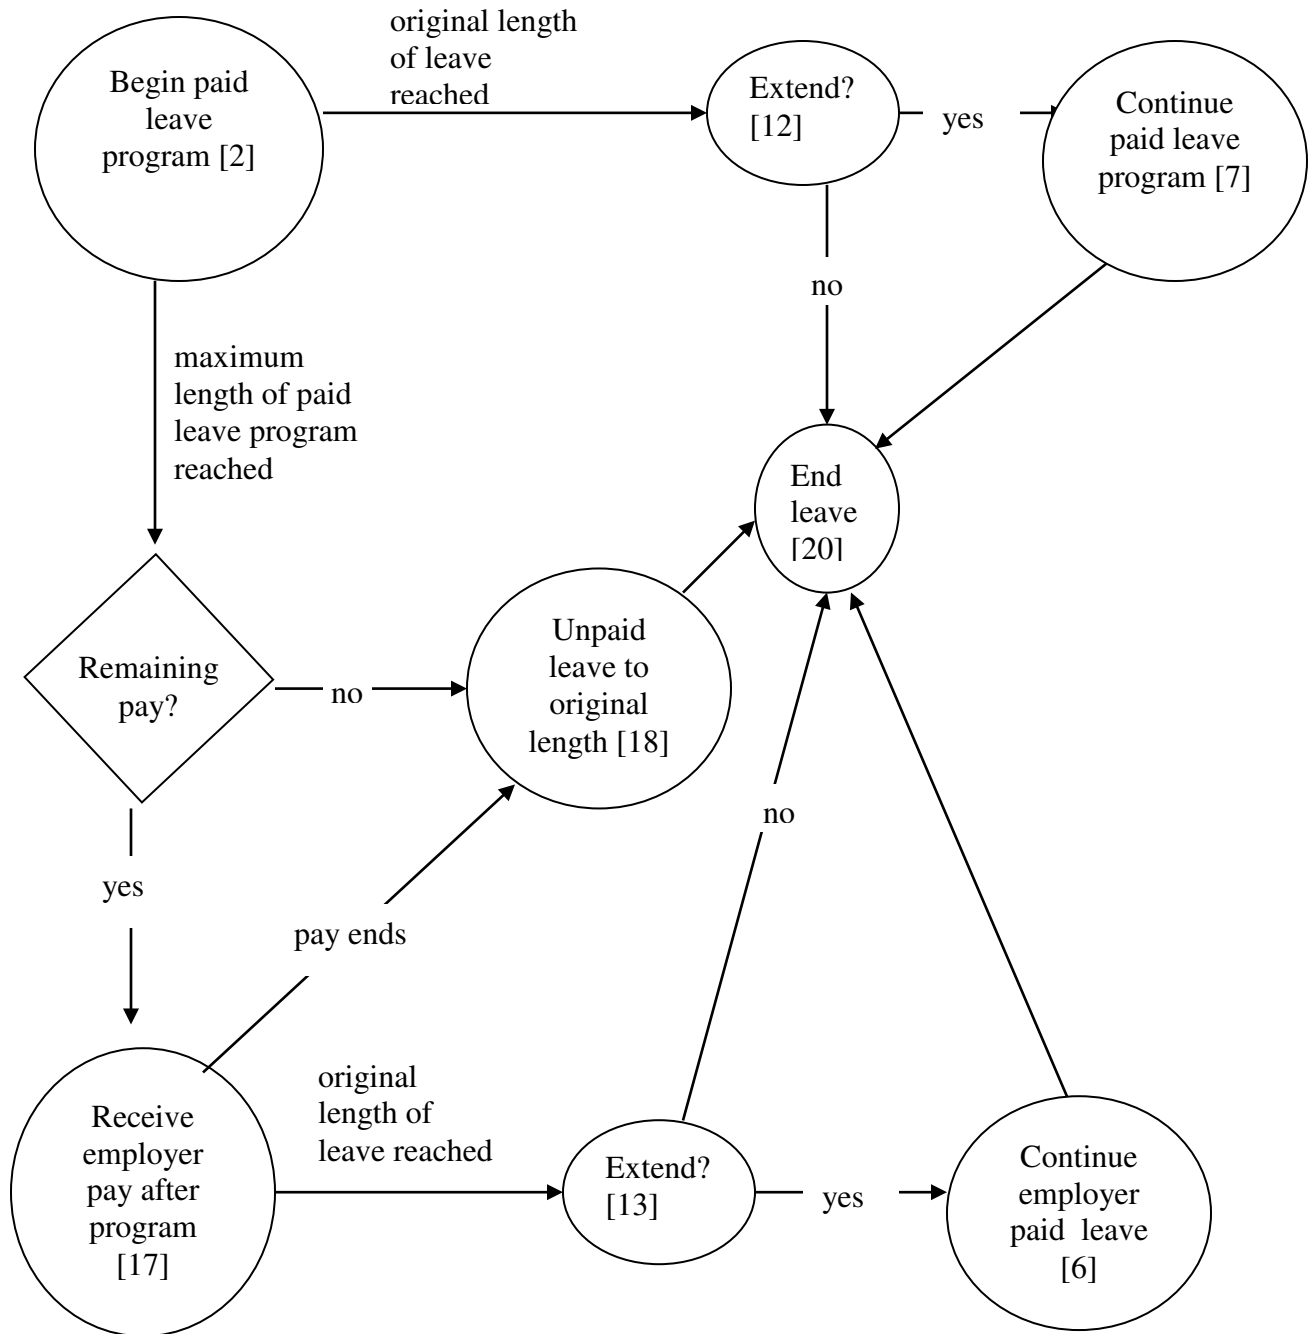 Begin paid
leave
program [2]
original length
of leave
reached
Extend?
[12]
yes
Continue
paid leave
program [7]
no
maximum
length of paid
leave program
reached
End
leave
[20]
Remaining
pay?
no
Unpaid
leave to
original
length [18]
no
yes
pay ends
Receive
employer
pay after
program
[17]
original
length of
leave reached
Extend?
[13]
yes
Continue
employer
paid leave
[6]